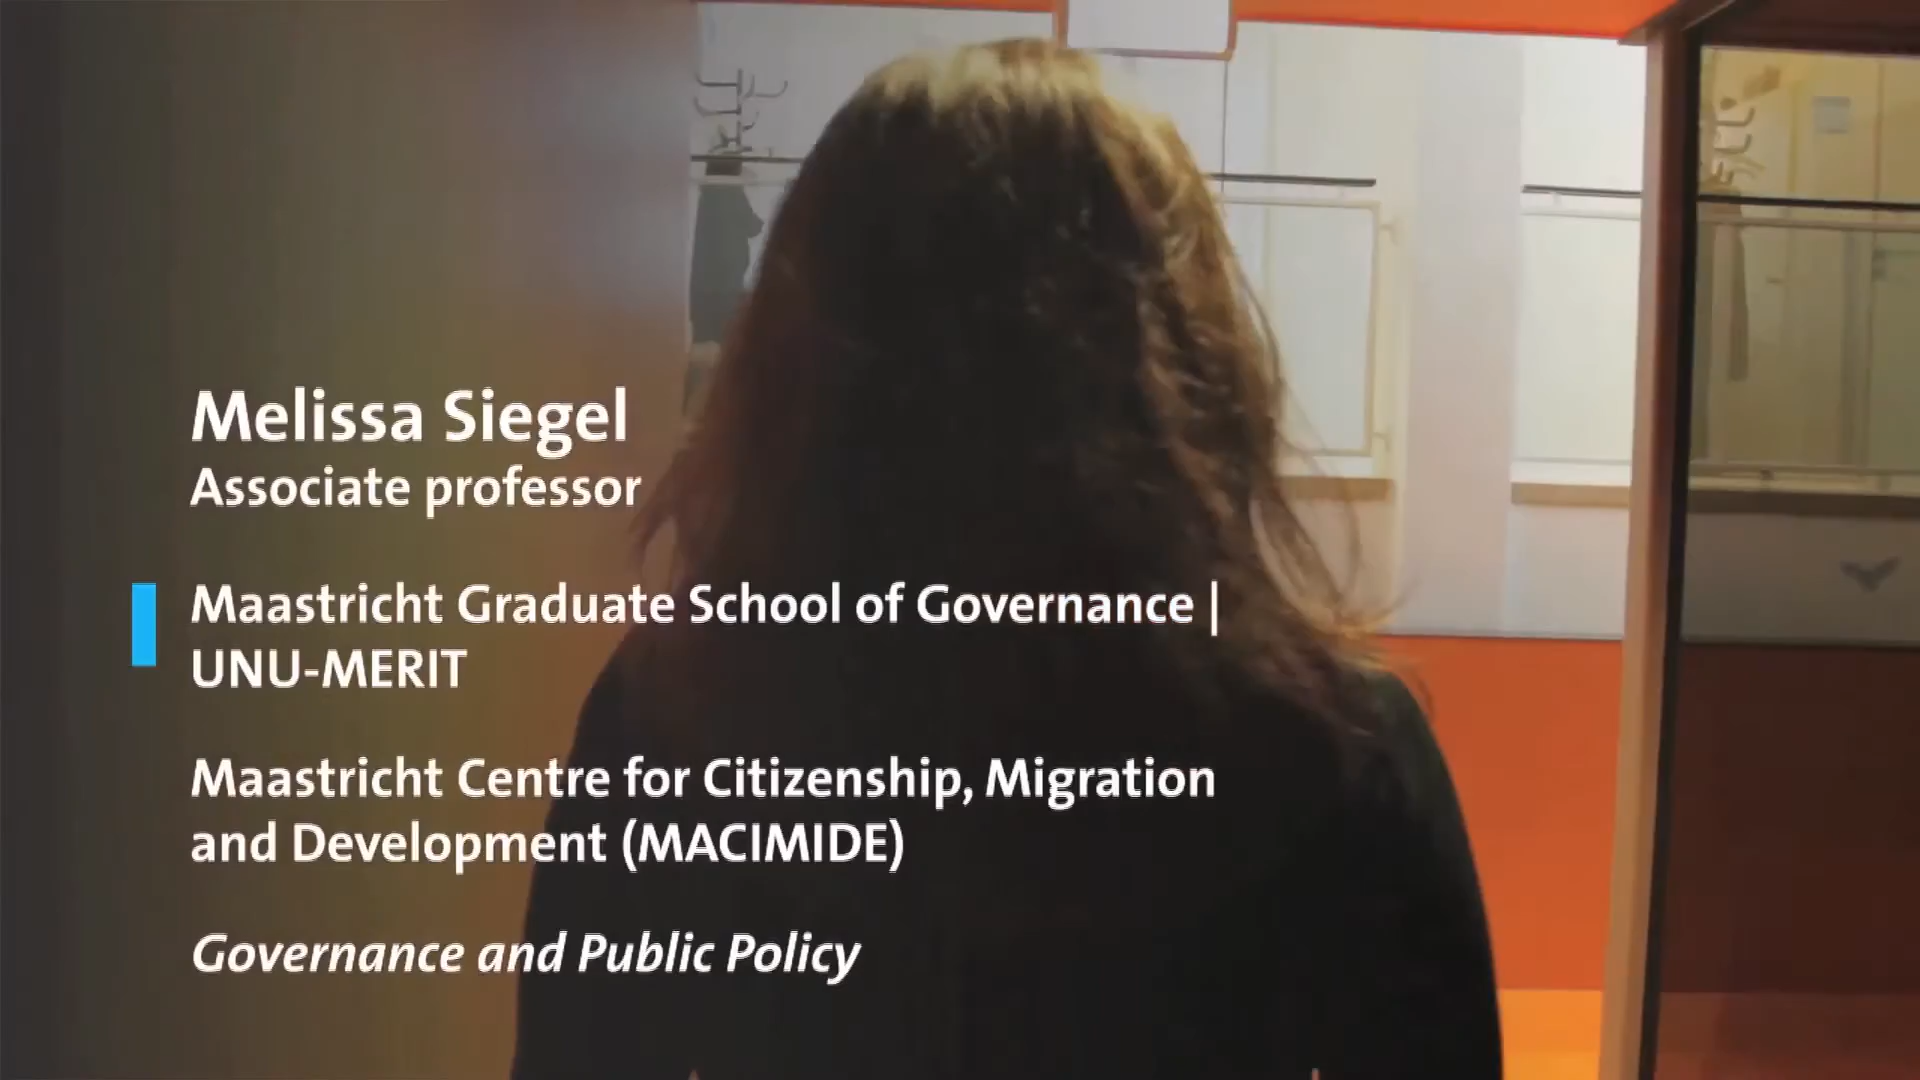 Melissa Siegel
Associate professor
Maastricht Graduate School of Governance |
UNU-MERIT
Maastricht Centre for Citizenship, Migration
and Development (MACIMIDE)
Governance and Public Policy